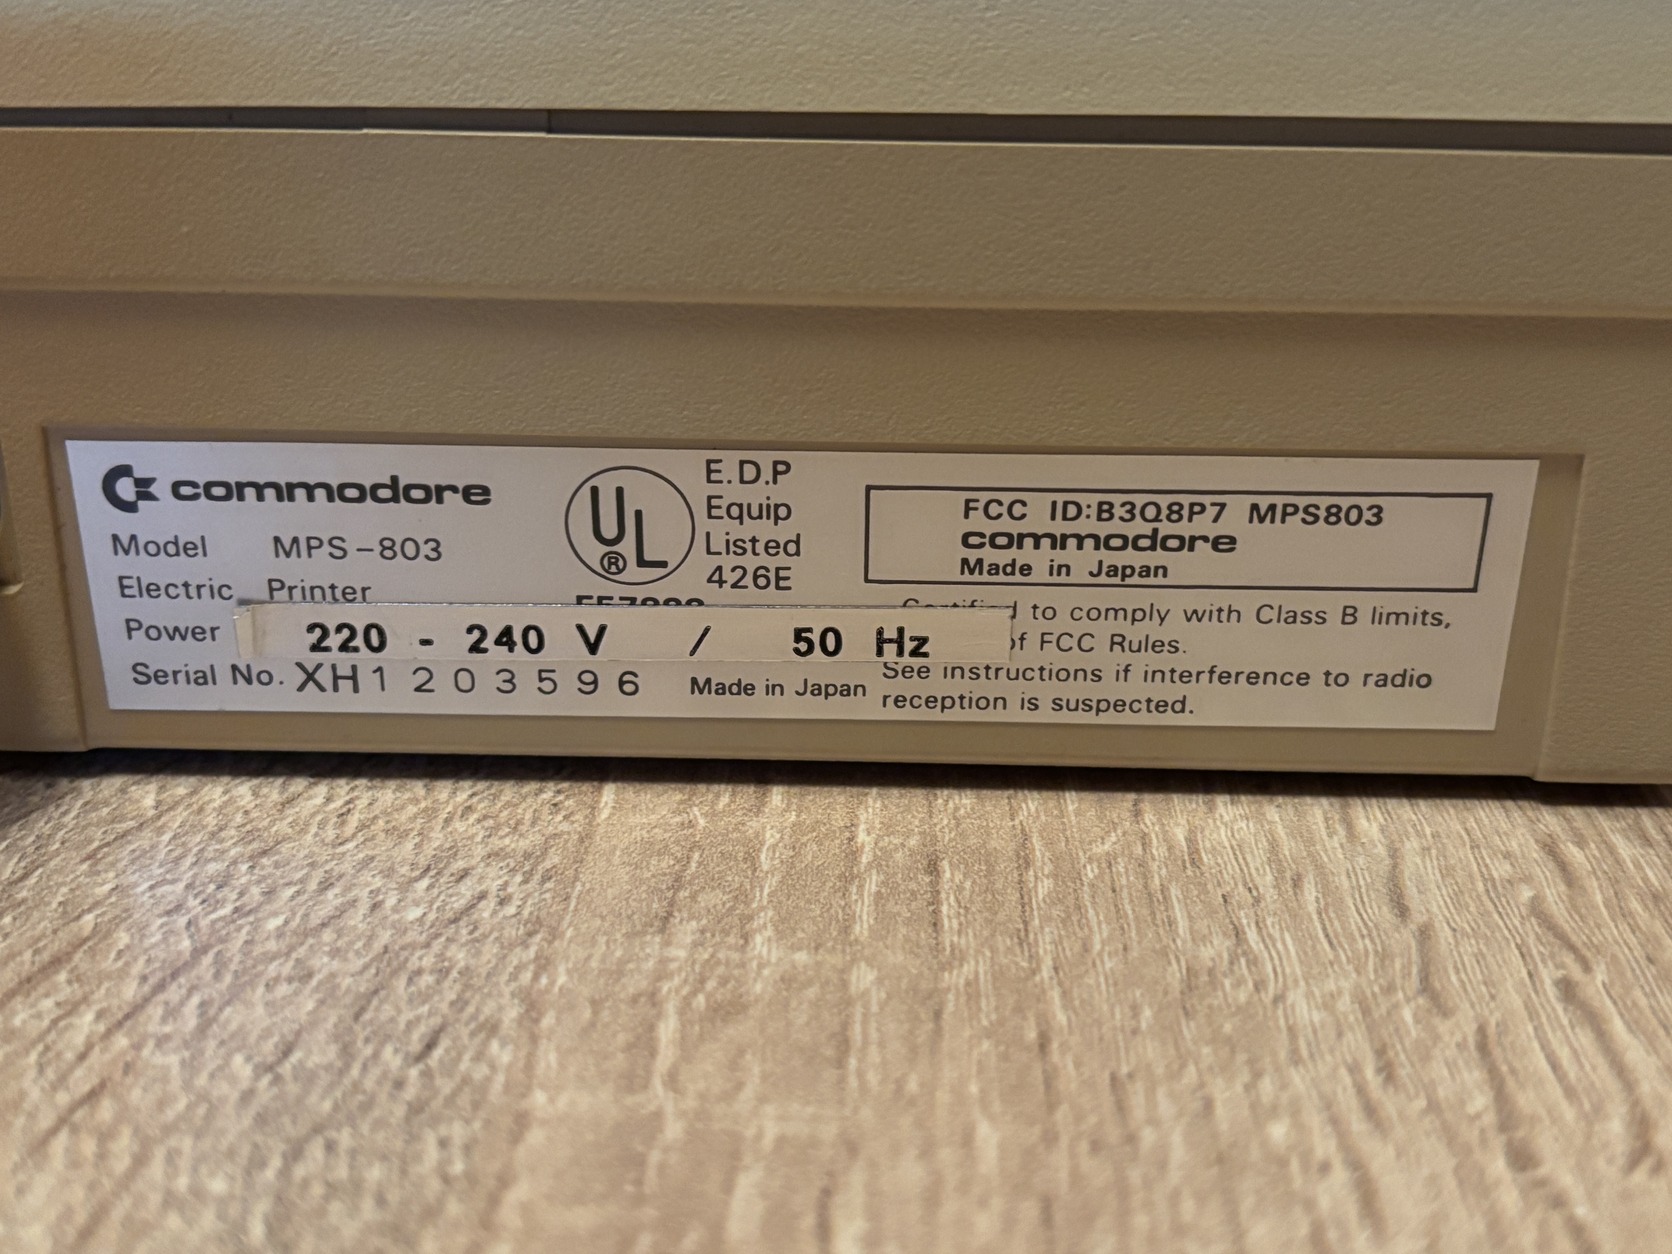 commodore
Model MPS-803
Electric Printer
Power 220 - 240 V / 50 Hz
Serial No. XH1203596
Made in Japan
UL
®
E.D.P
Equip
Listed
426E
FCC ID:B3Q8P7 MPS803
commodore
Made in Japan
to comply with Class B limits,
of FCC Rules.
See instructions if interference to radio
reception is suspected.